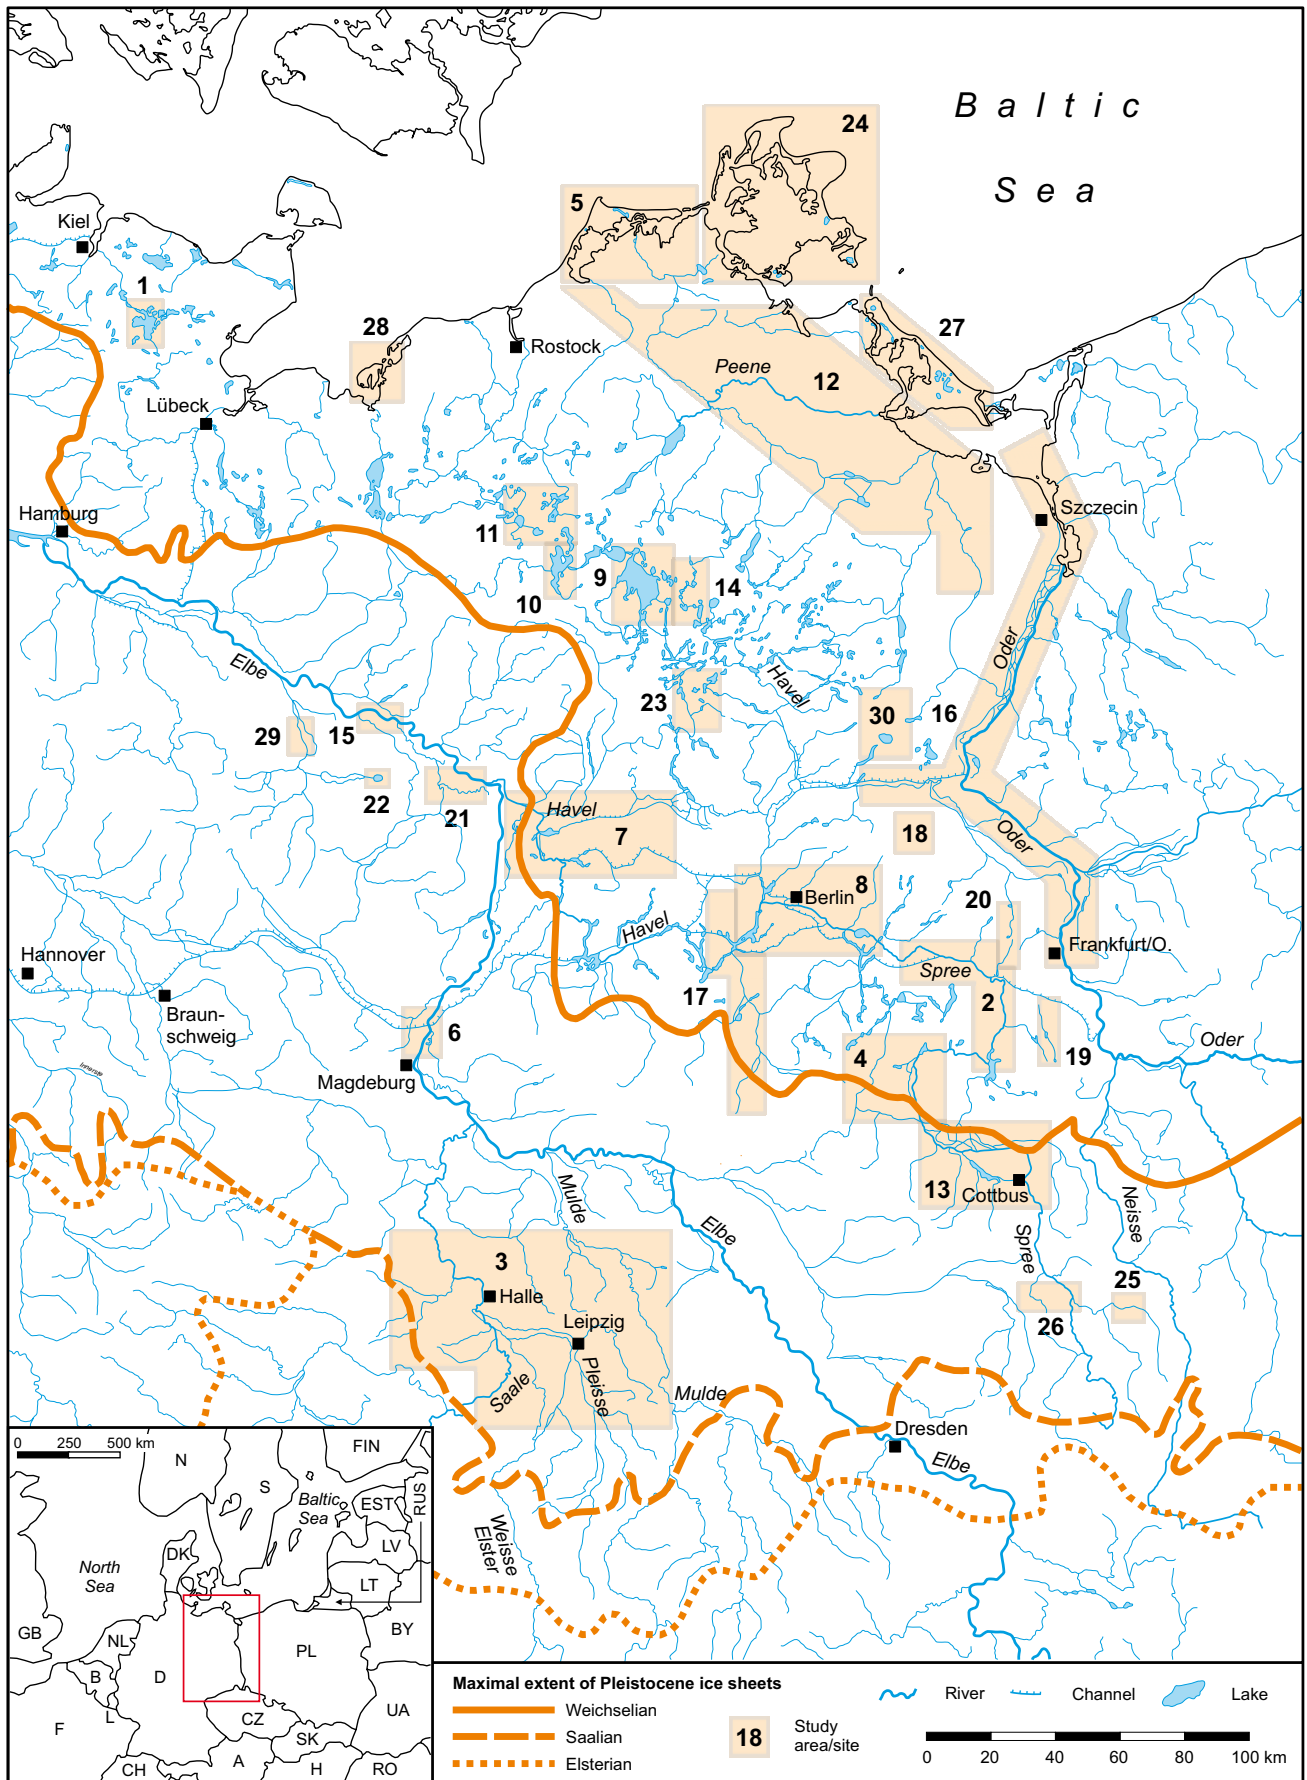 Baltic
Sea
24
5
Kiel
1
28
27
Rostock
Peene
12
Lübeck
Hamburg
Szczecin
11
9
14
10
Oder
Elbe
Havel
23
30
16
29
15
22
21
Havel
7
18
Oder
8
Berlin
20
Havel
Frankfurt/O.
Hannover
Spree
17
2
Braun-
schweig
6
4
19
Oder
Magdeburg
Mulde
13
Cottbus
Neisse
Elbe
Spree
3
Halle
25
Leipzig
26
Saale
Pleisse
Mulde
Dresden
Elbe
Weisse
Elster
0 250 500 km
N
FIN
S
Baltic
Sea
EST
RUS
DK
LV
North
Sea
LT
GB
NL
BY
B
D
PL
L
F
CZ
UA
SK
CH
A
H
RO
Maximal extent of Pleistocene ice sheets
Weichselian
Saalian
Elsterian
River
Channel
Lake
18
Study
area/site
0 20 40 60 80 100 km